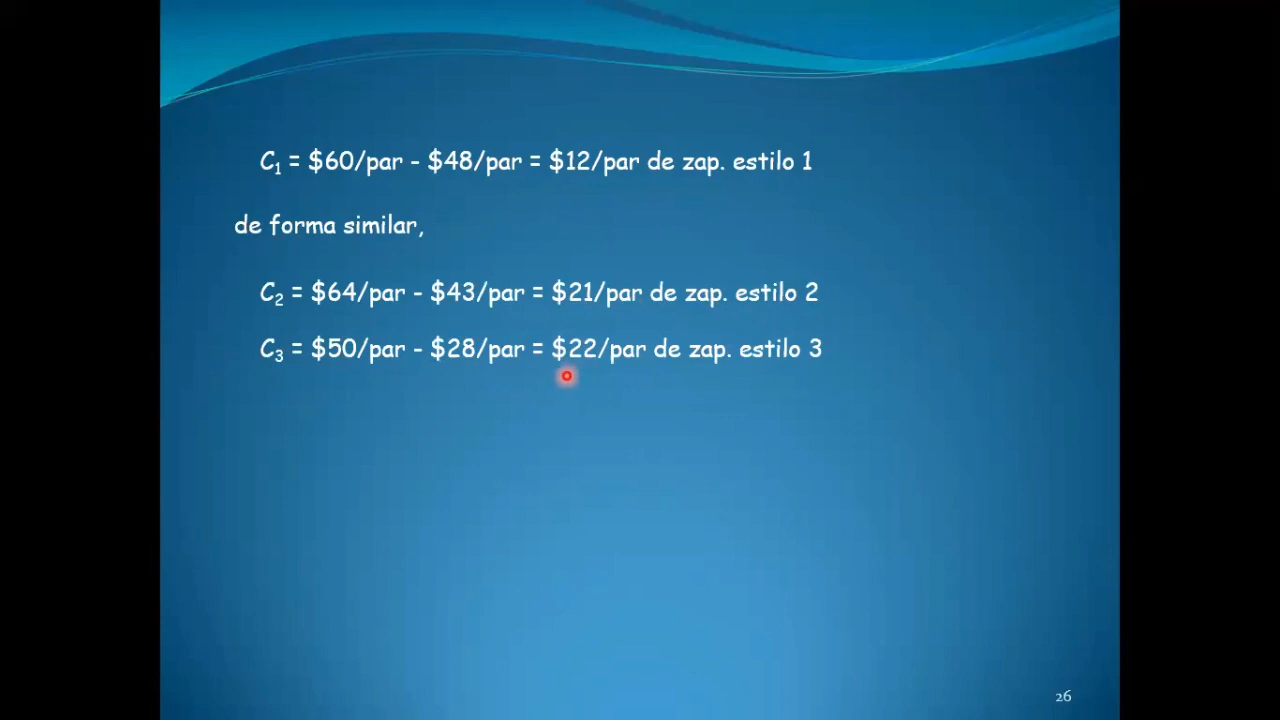 C₁ = $60/par - $48/par = $12/par de zap. estilo 1
de forma similar,
C₂ = $64/par - $43/par = $21/par de zap. estilo 2
C₃ = $50/par - $28/par = $22/par de zap. estilo 3
26